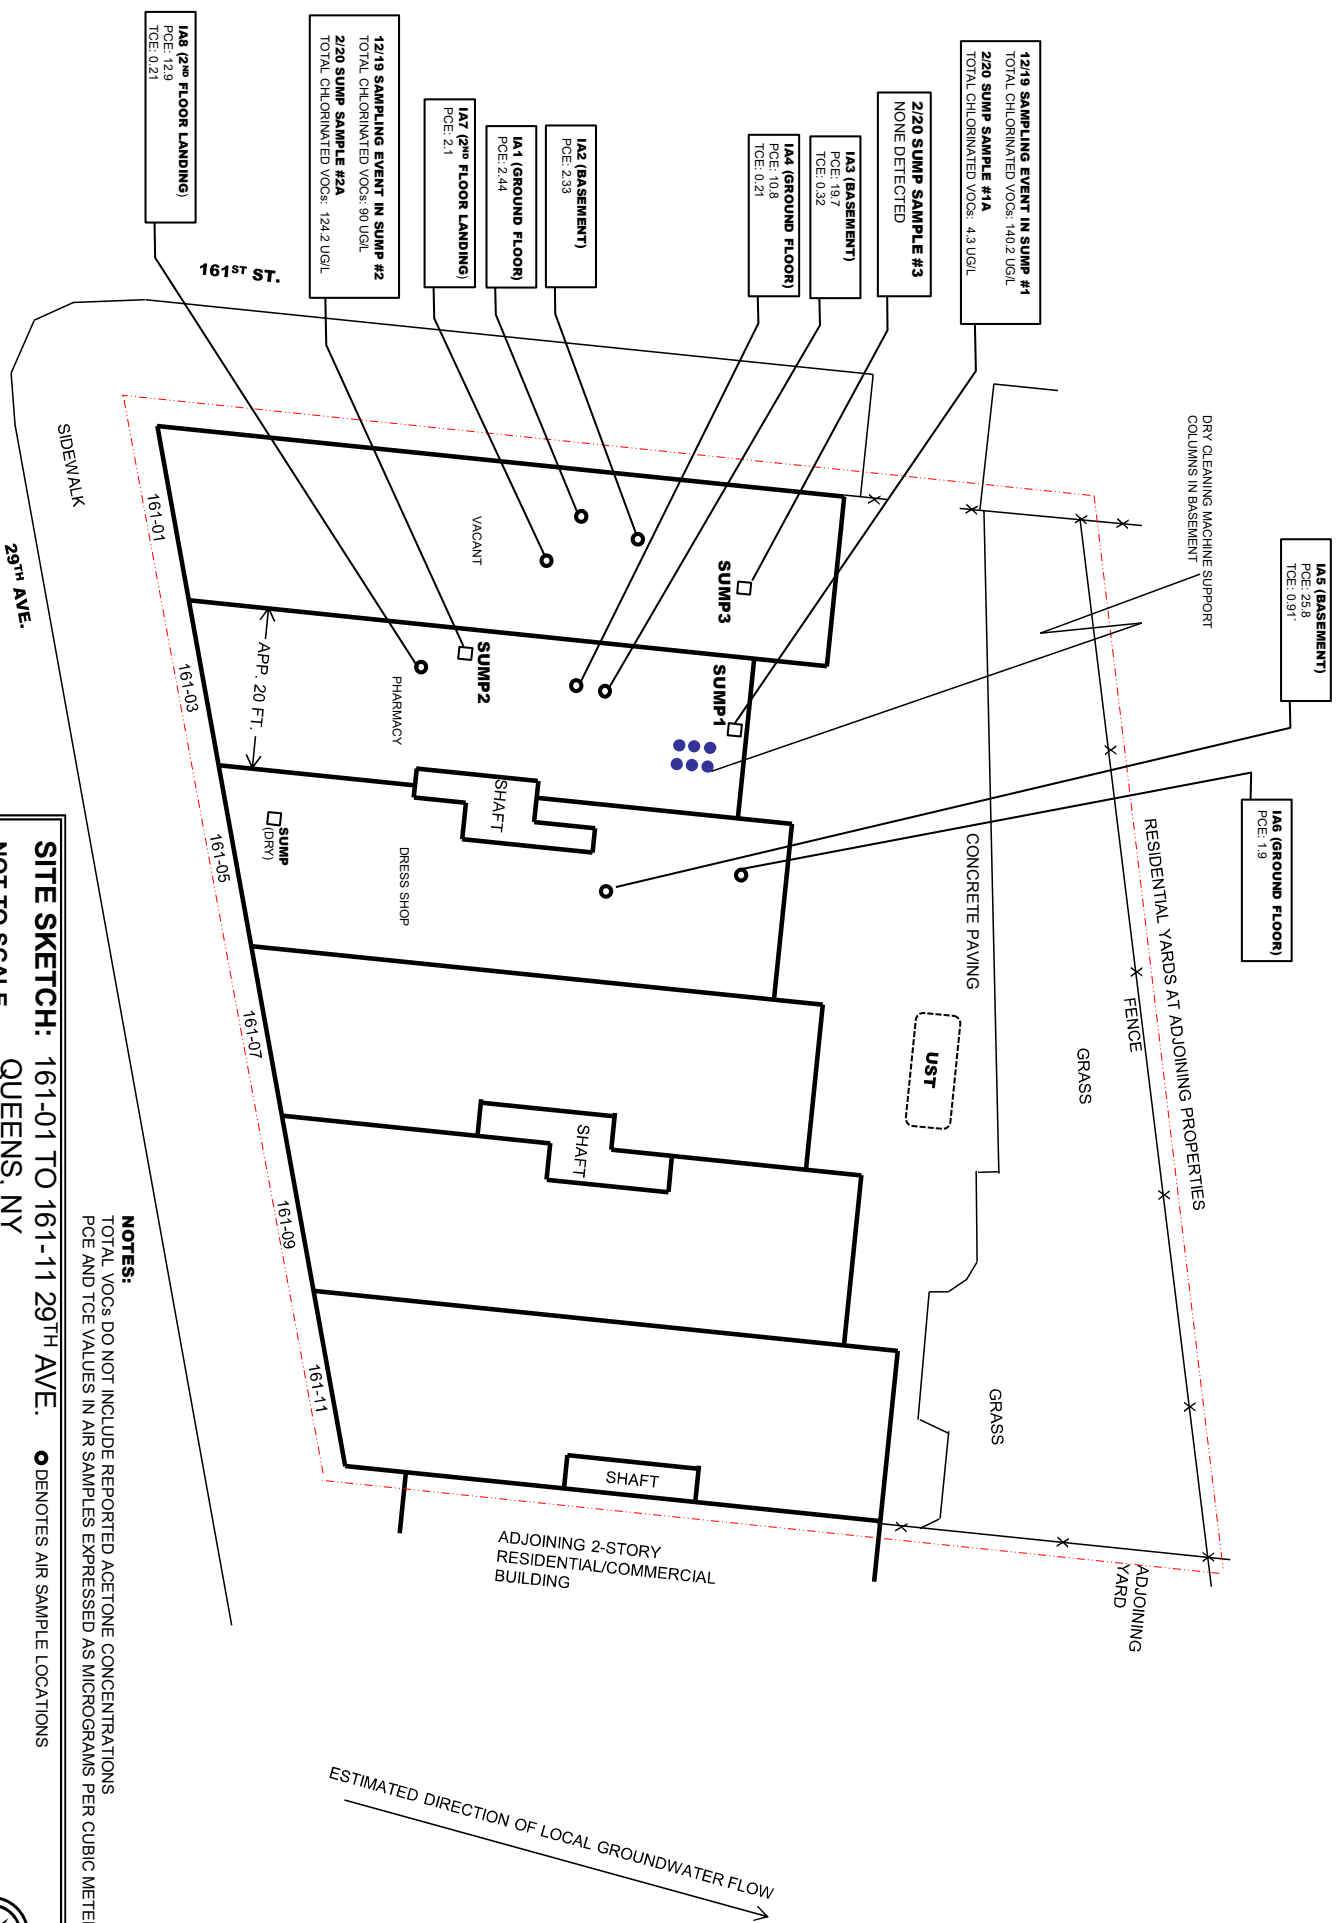 IA5 (BASEMENT)
PCE: 25.8
TCE: 0.91`
IA6 (GROUND FLOOR)
PCE: 1.9
DRY CLEANING MACHINE SUPPORT
COLUMNS IN BASEMENT
12/19 SAMPLING EVENT IN SUMP #1
TOTAL CHLORINATED VOCs: 140.2 UG/L
2/20 SUMP SAMPLE #1A
TOTAL CHLORINATED VOCs: 4.3 UG/L
2/20 SUMP SAMPLE #3
NONE DETECTED
IA3 (BASEMENT)
PCE: 19.7
TCE: 0.32
IA4 (GROUND FLOOR)
PCE: 10.8
TCE: 0.21
IA2 (BASEMENT)
PCE: 2.33
IA1 (GROUND FLOOR)
PCE: 2.44
IA7 (2ND FLOOR LANDING)
PCE: 2.1
12/19 SAMPLING EVENT IN SUMP #2
TOTAL CHLORINATED VOCs: 90 UG/L
2/20 SUMP SAMPLE #2A
TOTAL CHLORINATED VOCs: 124.2 UG/L
IA8 (2ND FLOOR LANDING)
PCE: 12.9
TCE: 0.21
161ST ST.
SIDEWALK
29TH AVE.
RESIDENTIAL YARDS AT ADJOINING PROPERTIES
FENCE
GRASS
GRASS
CONCRETE PAVING
UST
ADJOINING
YARD
SUMP3
SUMP1
SUMP2
SUMP
(DRY)
VACANT
PHARMACY
DRESS SHOP
SHAFT
SHAFT
SHAFT
APP. 20 FT.
161-01
161-03
161-05
161-07
161-09
161-11
ADJOINING 2-STORY
RESIDENTIAL/COMMERCIAL
BUILDING
ESTIMATED DIRECTION OF LOCAL GROUNDWATER FLOW
NOTES:
TOTAL VOCs DO NOT INCLUDE REPORTED ACETONE CONCENTRATIONS
PCE AND TCE VALUES IN AIR SAMPLES EXPRESSED AS MICROGRAMS PER CUBIC METER
SITE SKETCH: 161-01 TO 161-11 29TH AVE.
QUEENS, NY
DENOTES AIR SAMPLE LOCATIONS
NOT TO SCALE